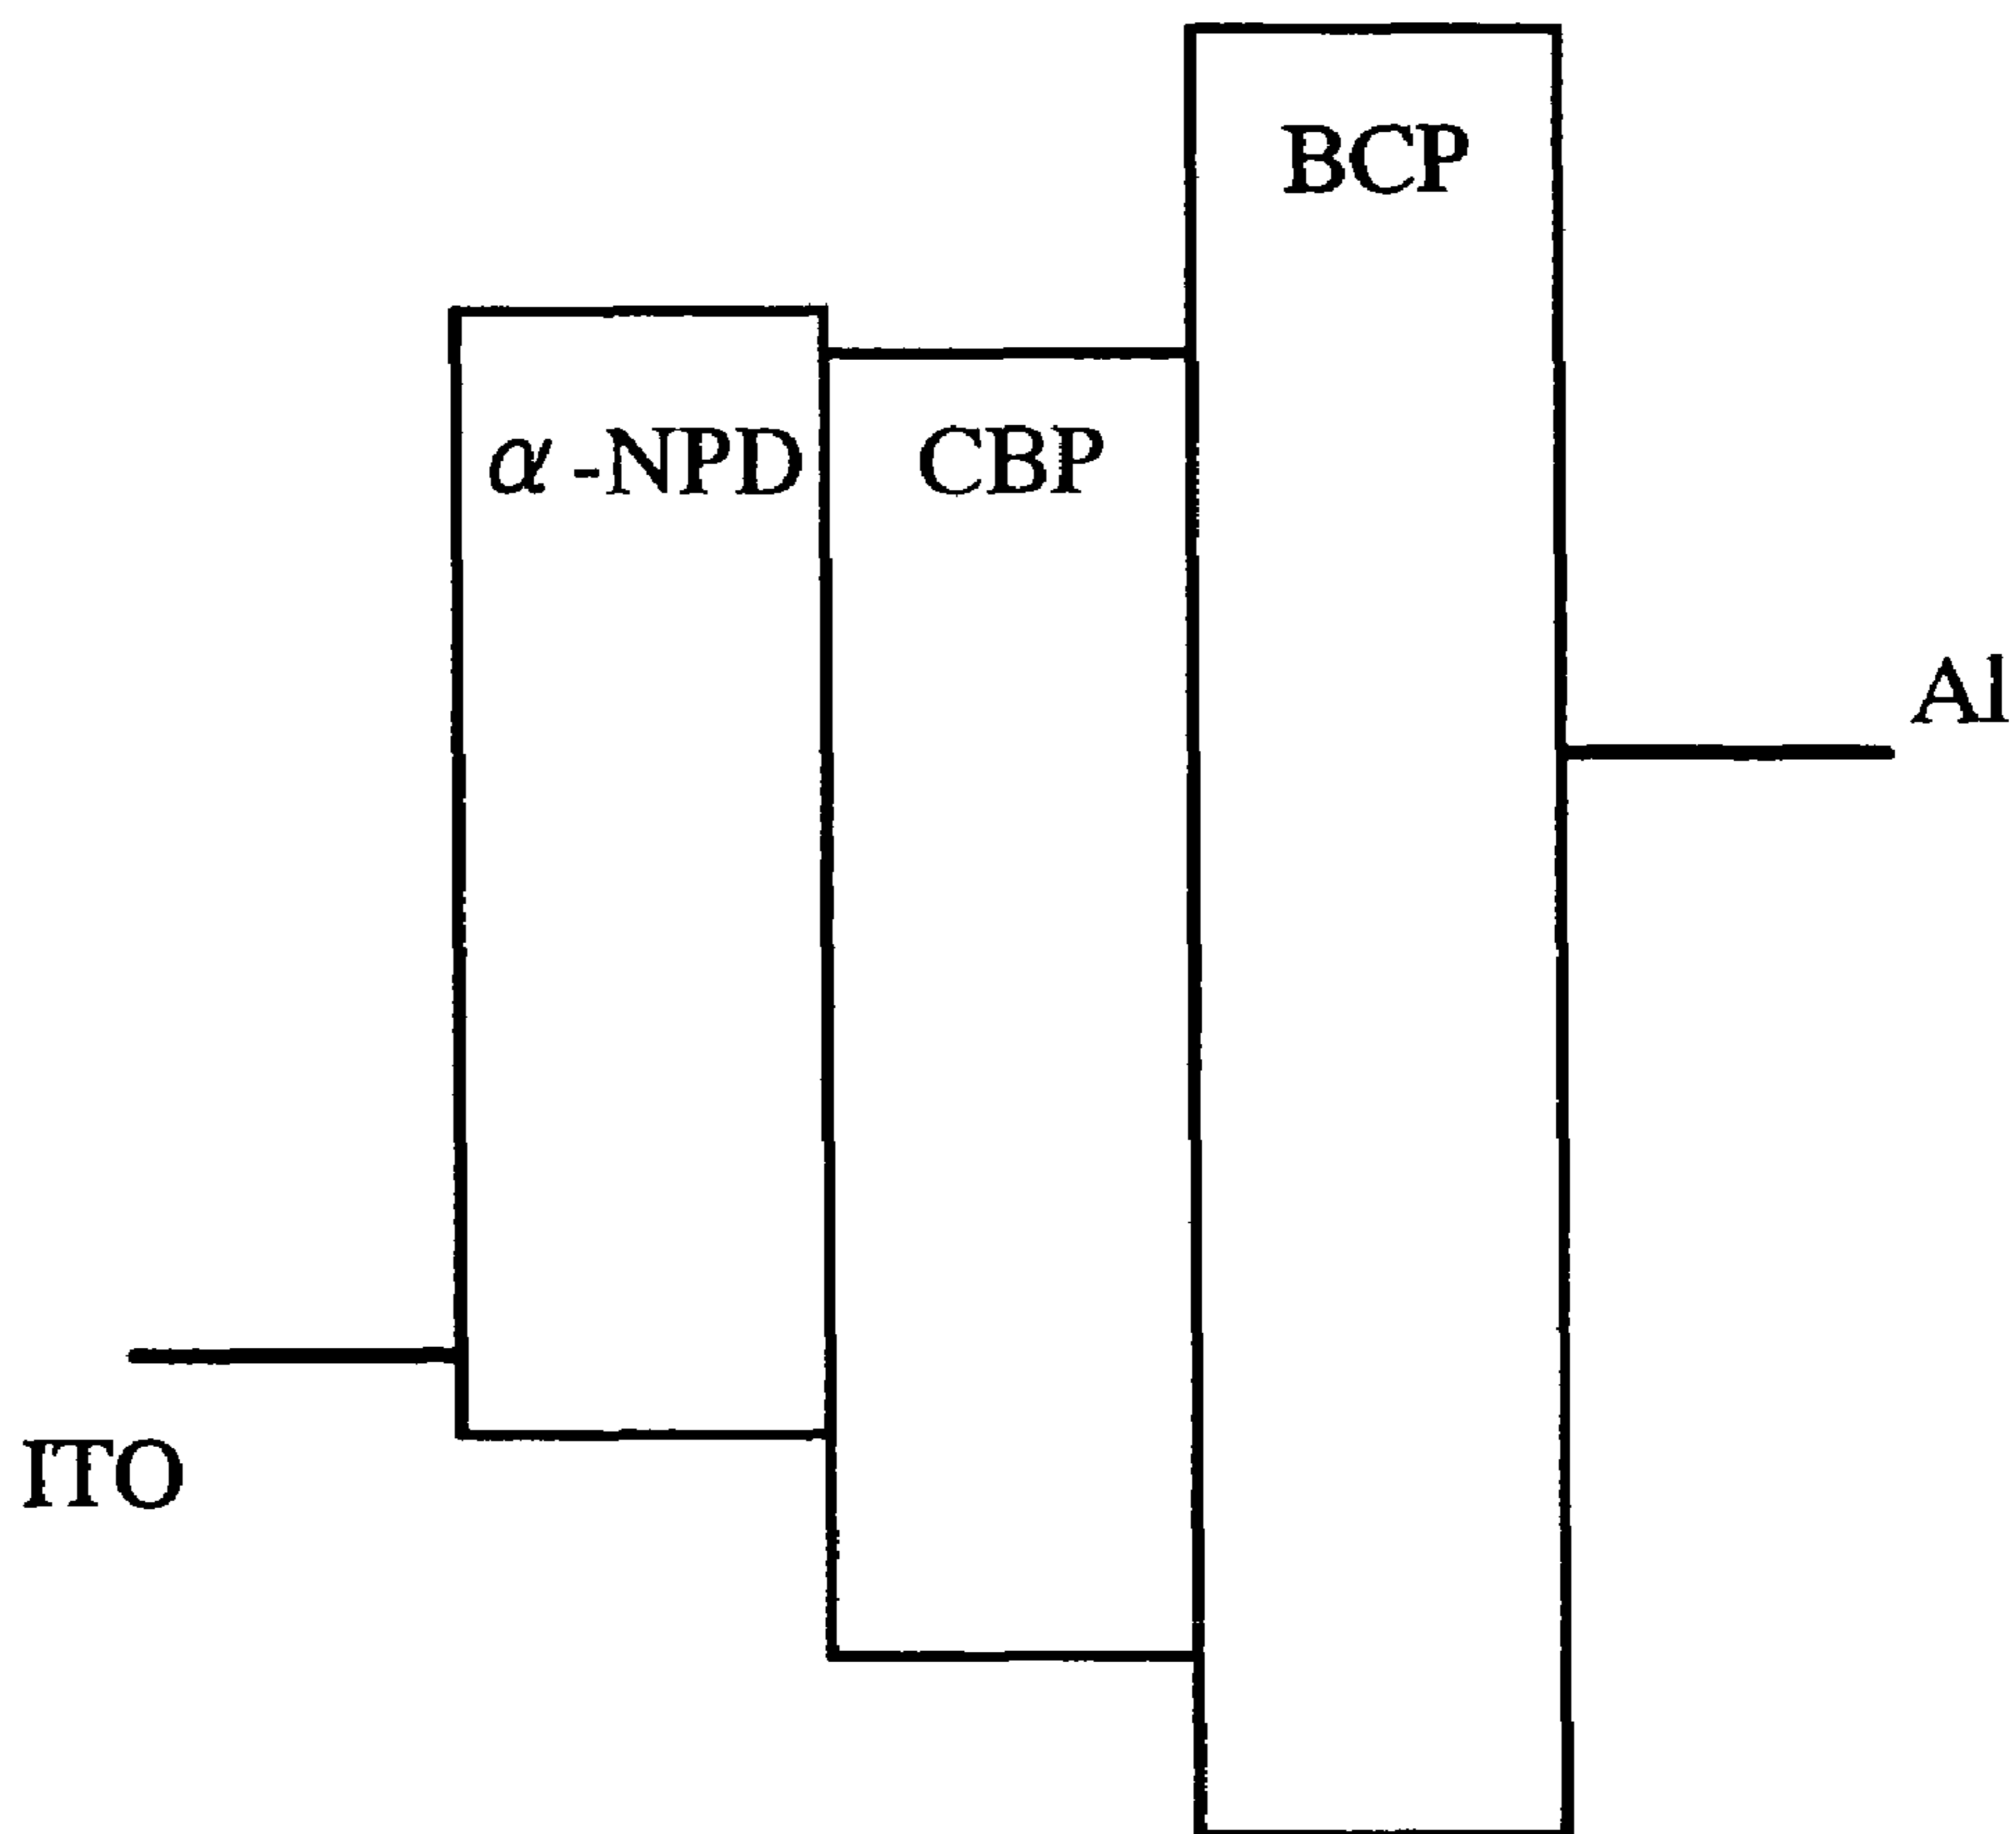 BCP
α-NPD
CBP
Al
ITO